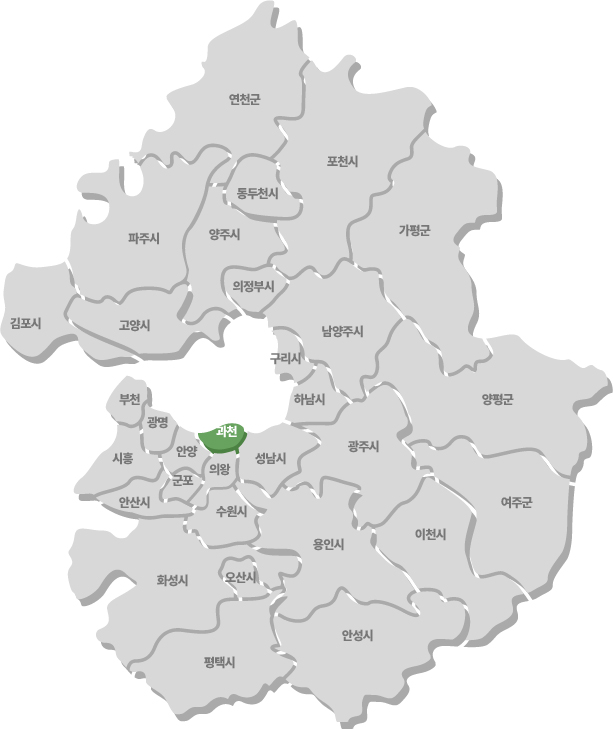 연천군
포천시
동두천시
가평군
양주시
파주시
의정부시
김포시
고양시
남양주시
구리시
부천
하남시
양평군
광명
과천
광주시
안양
시흥
성남시
의왕
군포
안산시
여주군
수원시
이천시
용인시
오산시
화성시
안성시
평택시